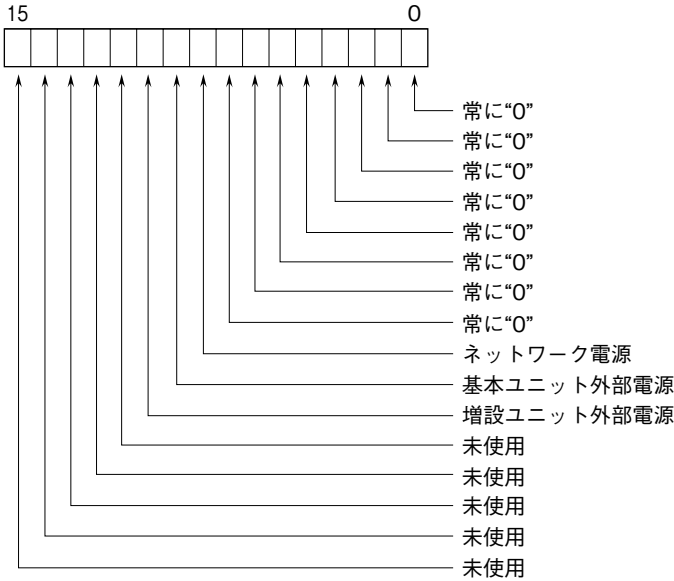 15 0
常に“0”
常に“0”
常に“0”
常に“0”
常に“0”
常に“0”
常に“0”
常に“0”
ネットワーク電源
基本ユニット外部電源
増設ユニット外部電源
未使用
未使用
未使用
未使用
未使用